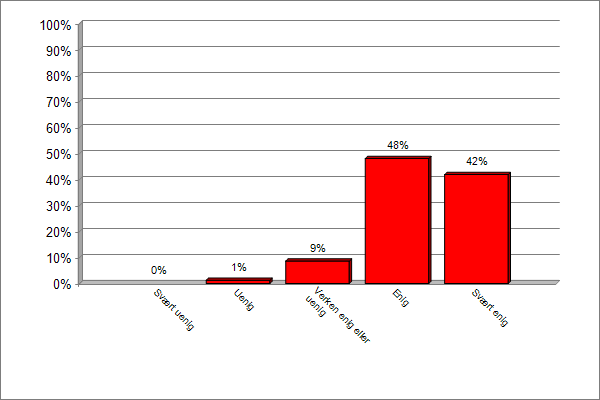 100%
90%
80%
70%
60%
50%
40%
30%
20%
10%
0%
0%
1%
9%
48%
42%
Svært uenig
Uenig
Verken enig eller
uenig
Enig
Svært enig